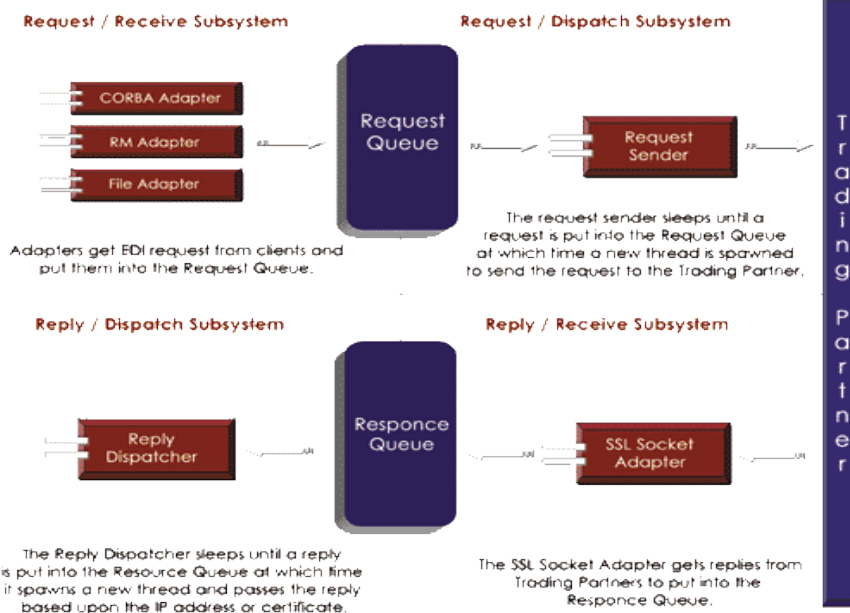 Request / Receive Subsystem
Request / Dispatch Subsystem
CORBA Adapter
RM Adapter
File Adapter
Request
Queue
Request
Sender
Adapters get EDI request from clients and
put them into the Request Queue.
The request sender sleeps until a
request is put into the Request Queue
at which time a new thread is spawned
to send the request to the Trading Partner.
Reply / Dispatch Subsystem
Reply / Receive Subsystem
Reply
Dispatcher
Responce
Queue
SSL Socket
Adapter
The Reply Dispatcher sleeps until a reply
is put into the Resource Queue at which time
it spawns a new thread and passes the reply
based upon the IP address or certificate.
The SSL Socket Adapter gets replies from
Trading Partners to put into the
Responce Queue.
Trading Partner